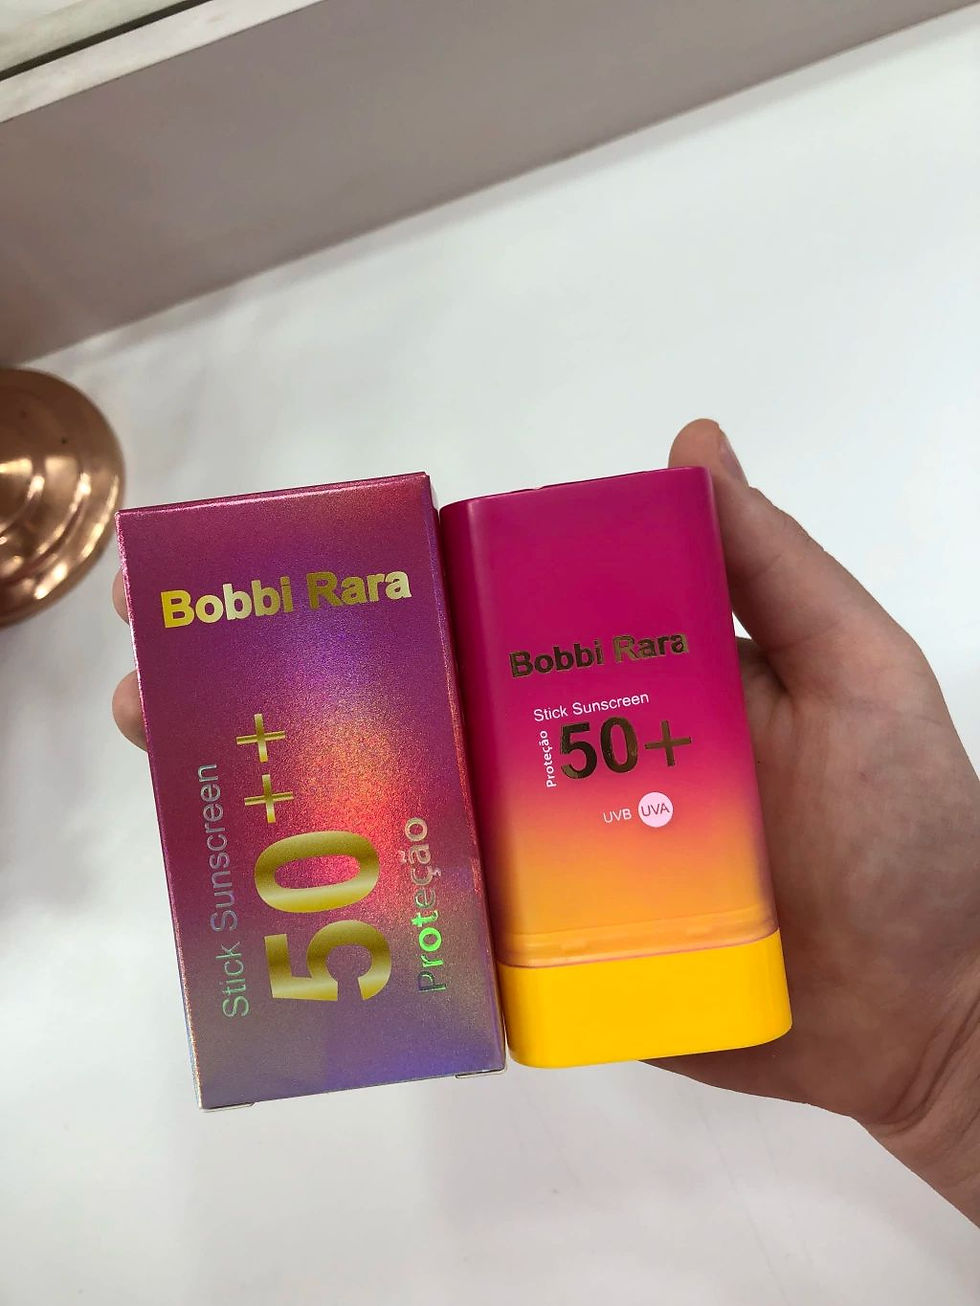 Bobbi Rara
Stick Sunscreen
50++
Proteção
Bobbi Rara
Stick Sunscreen
Proteção
50+
UVB UVA